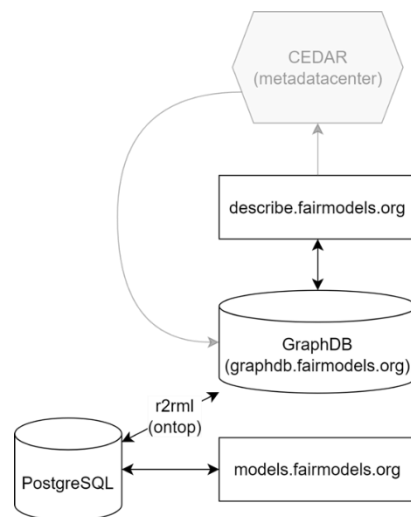 CEDAR
(metadatacenter)
describe.fairmodels.org
GraphDB
(graphdb.fairmodels.org)
r2rml
(ontop)
PostgreSQL
models.fairmodels.org